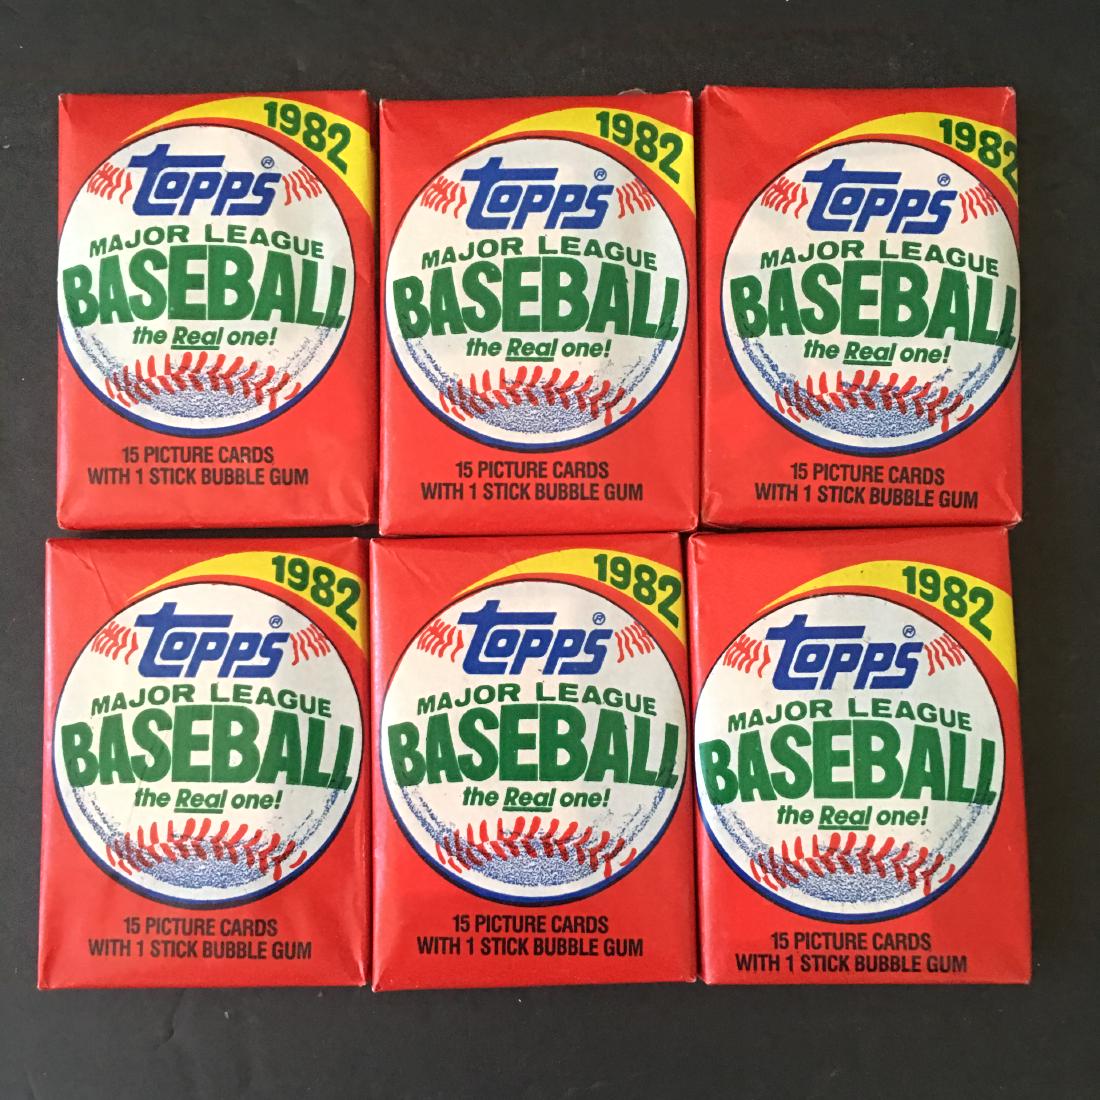 1982
Topps®
MAJOR LEAGUE
BASEBALL
the Real one!
15 PICTURE CARDS
WITH 1 STICK BUBBLE GUM
1982
Topps®
MAJOR LEAGUE
BASEBALL
the Real one!
15 PICTURE CARDS
WITH 1 STICK BUBBLE GUM
1982
Topps®
MAJOR LEAGUE
BASEBALL
the Real one!
15 PICTURE CARDS
WITH 1 STICK BUBBLE GUM
1982
Topps®
MAJOR LEAGUE
BASEBALL
the Real one!
15 PICTURE CARDS
WITH 1 STICK BUBBLE GUM
1982
Topps®
MAJOR LEAGUE
BASEBALL
the Real one!
15 PICTURE CARDS
WITH 1 STICK BUBBLE GUM
1982
Topps®
MAJOR LEAGUE
BASEBALL
the Real one!
15 PICTURE CARDS
WITH 1 STICK BUBBLE GUM